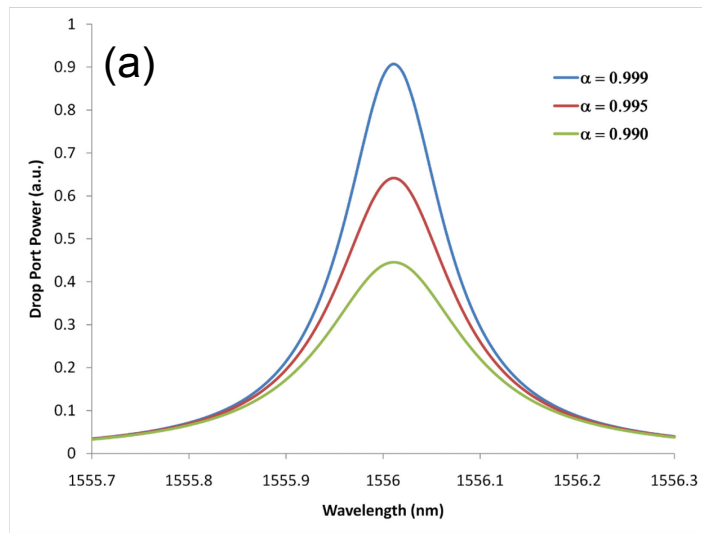 (a)
1
0.9
0.8
0.7
0.6
0.5
0.4
0.3
0.2
0.1
0
Drop Port Power (a.u.)
α = 0.999
α = 0.995
α = 0.990
1555.7 1555.8 1555.9 1556 1556.1 1556.2 1556.3
Wavelength (nm)